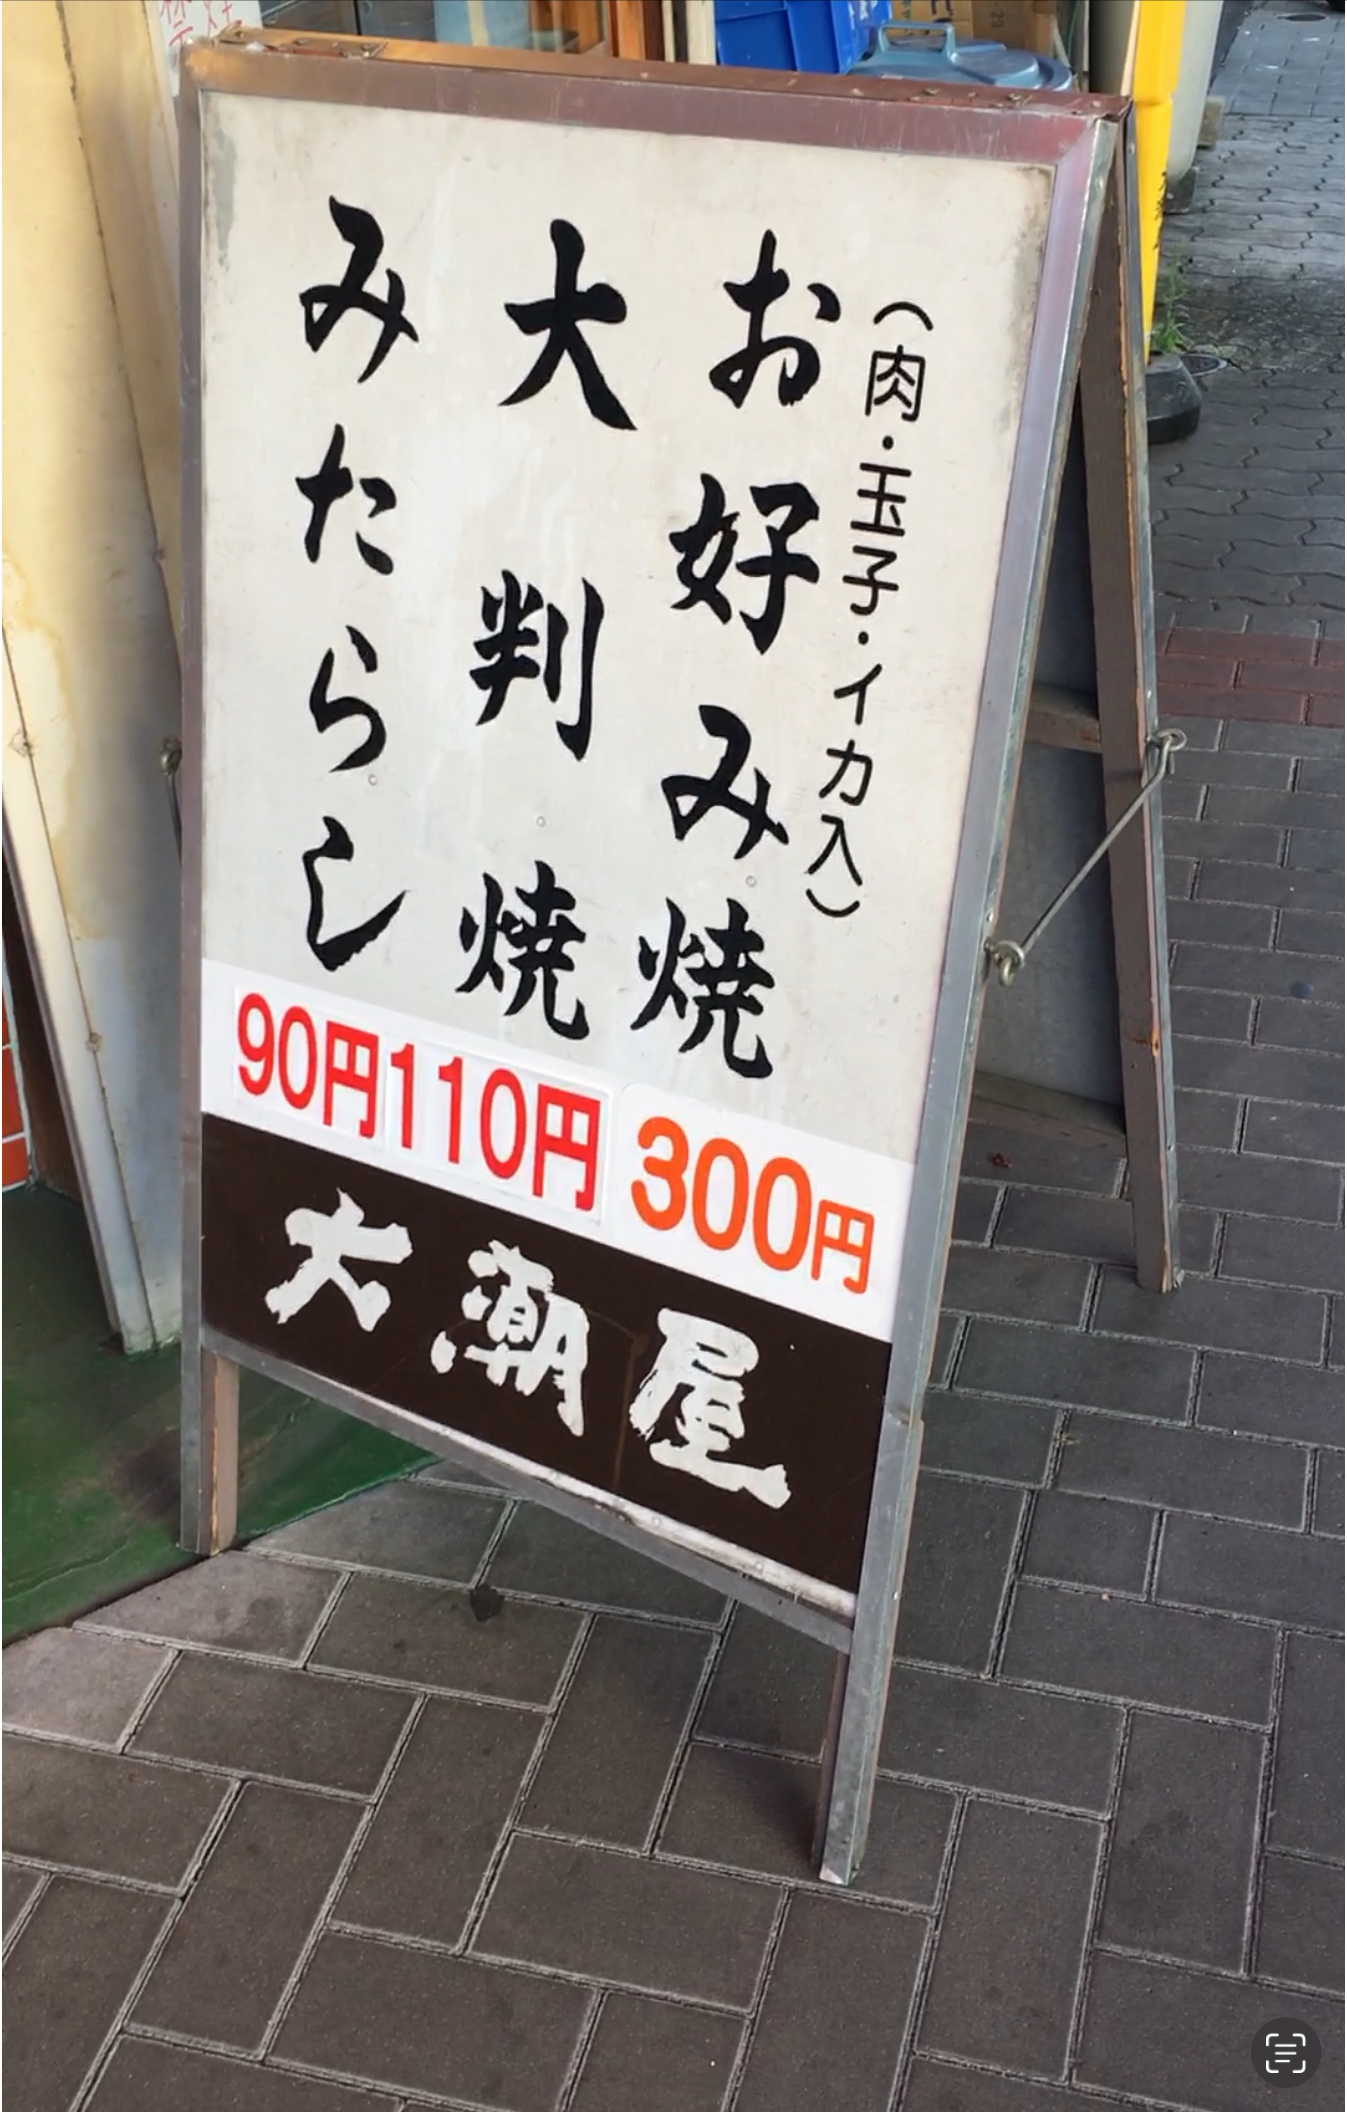 （肉・玉子・イカ入）
お好み焼
300円
大判焼
110円
みたらし
90円
大潮屋